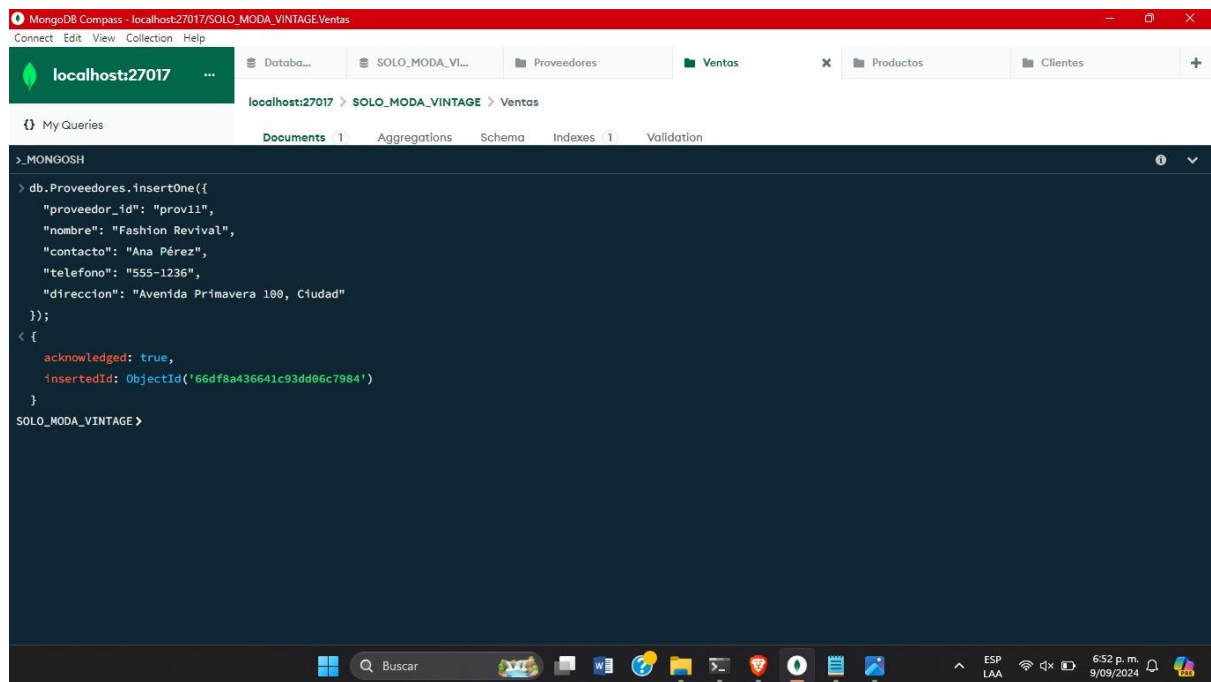 MongoDB Compass - localhost:27017/SOLO_MODA_VINTAGE.Ventas
Connect Edit View Collection Help
localhost:27017 ...
Databa... SOLO_MODA_VI... Proveedores Ventas Productos Clientes
localhost:27017 > SOLO_MODA_VINTAGE > Ventas
{} My Queries
Documents 1 Aggregations Schema Indexes 1 Validation
>_MONGOSH
> db.Proveedores.insertOne({
"proveedor_id": "prov11",
"nombre": "Fashion Revival",
"contacto": "Ana Pérez",
"telefono": "555-1236",
"direccion": "Avenida Primavera 100, Ciudad"
});
< {
acknowledged: true,
insertedId: ObjectId('66df8a436641c93dd06c7984')
}
SOLO_MODA_VINTAGE>
Buscar
ESP
LAA
6:52 p. m.
9/09/2024
PRE